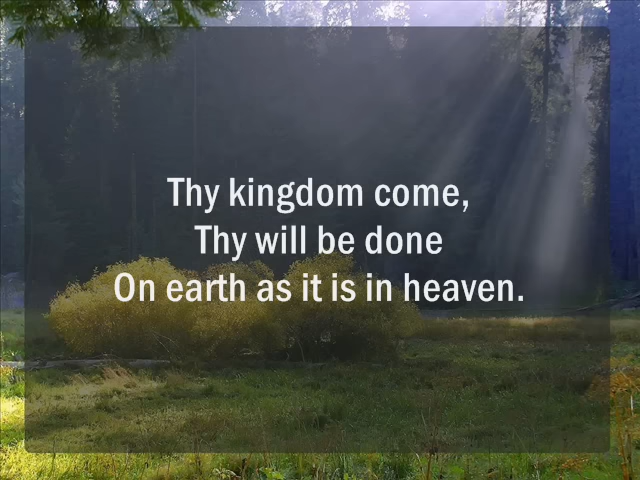 Thy kingdom come,
Thy will be done
On earth as it is in heaven.